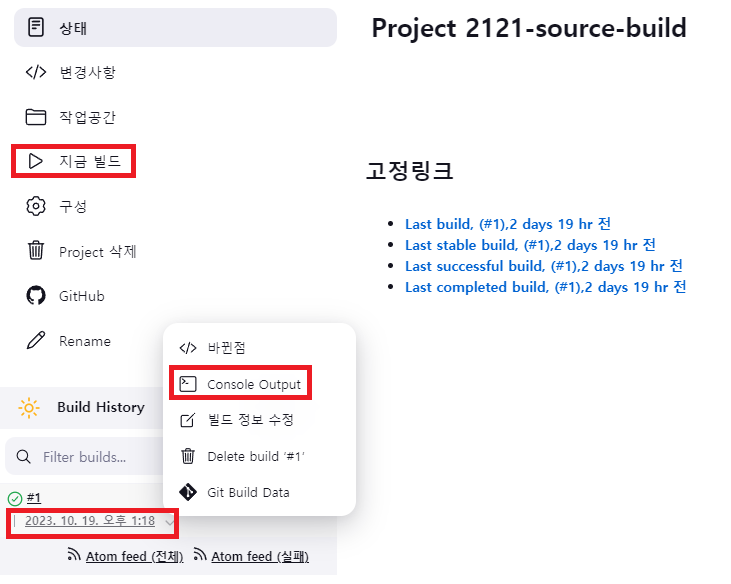 상태
Project 2121-source-build
변경사항
작업공간
지금 빌드
고정링크
구성
Last build, (#1),2 days 19 hr 전
Last stable build, (#1),2 days 19 hr 전
Last successful build, (#1),2 days 19 hr 전
Last completed build, (#1),2 days 19 hr 전
Project 삭제
GitHub
Rename
바뀐점
Console Output
빌드 정보 수정
Delete build ‘#1’
Git Build Data
Build History
Filter builds...
#1
2023. 10. 19. 오후 1:18
Atom feed (전체) Atom feed (실패)